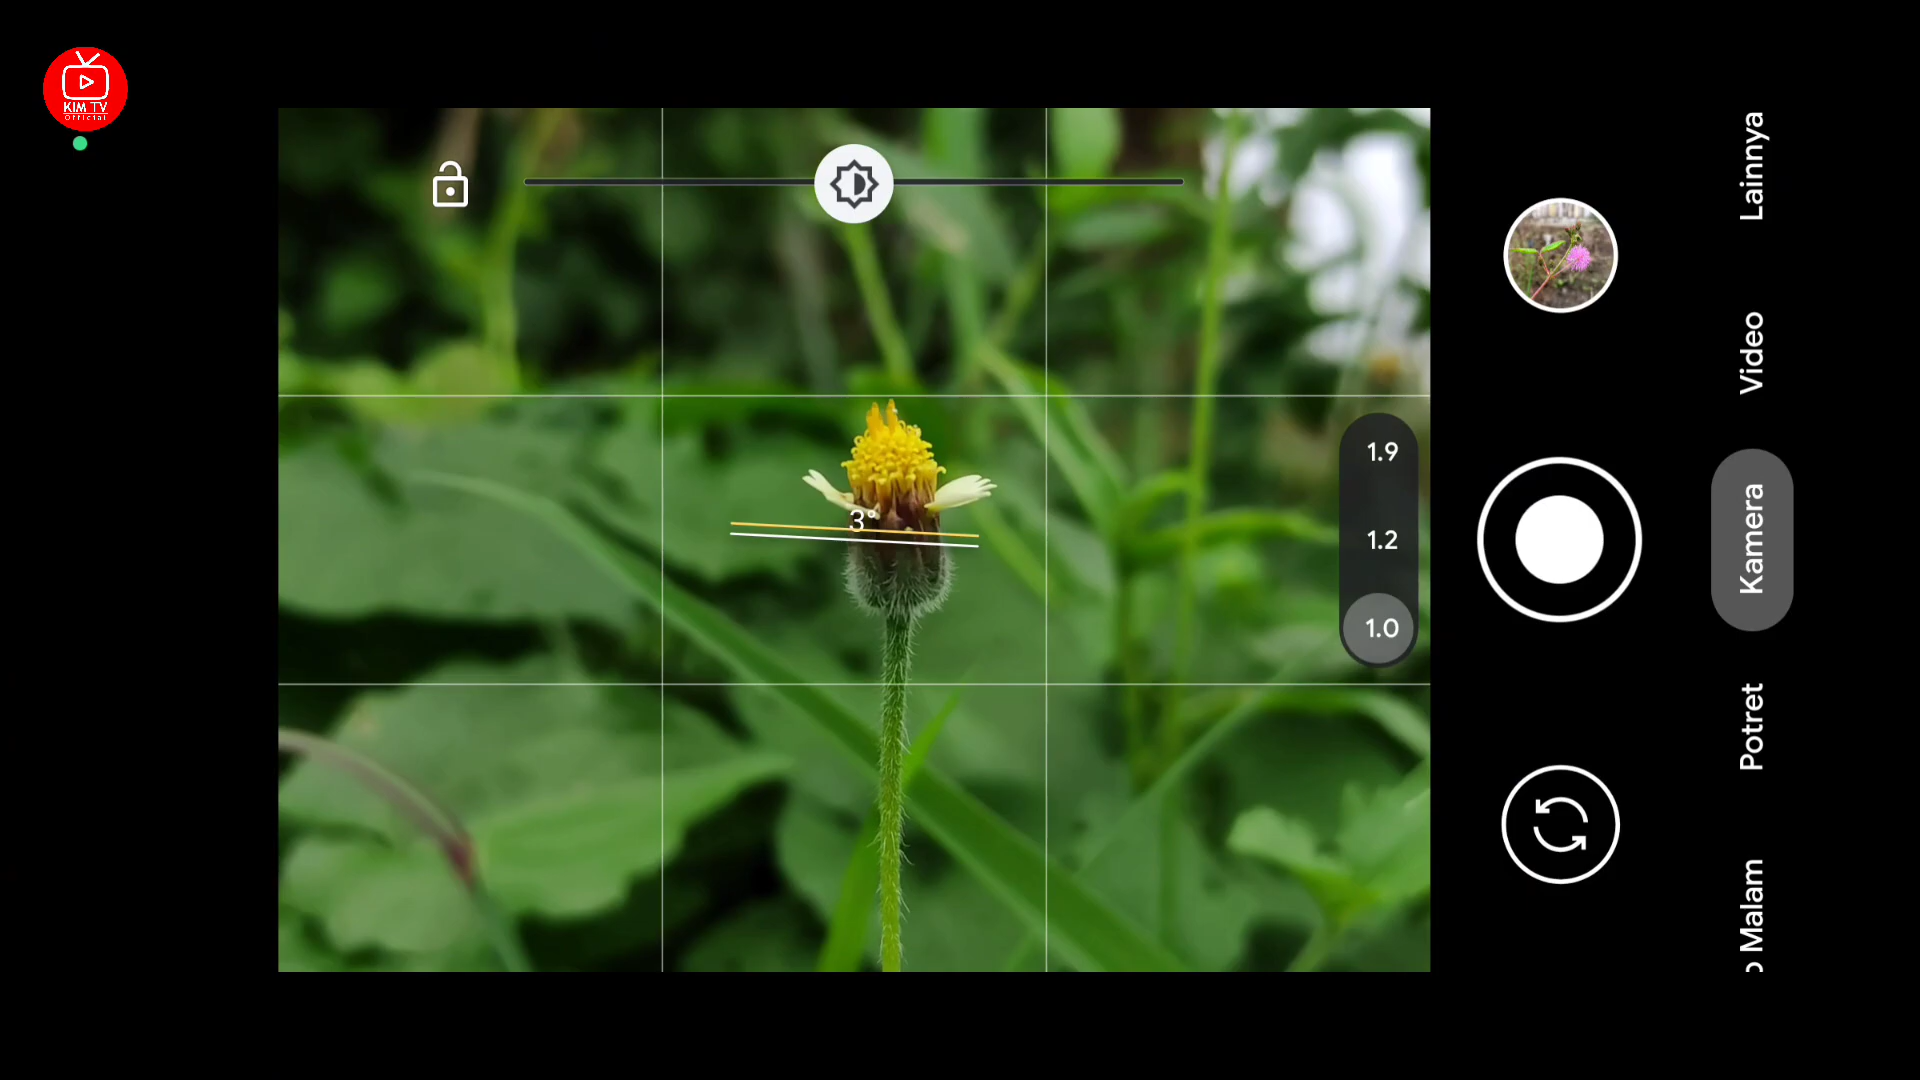 KIM TV
Official
3°
1.9
1.2
1.0
Lainnya
Video
Kamera
Potret
Malam